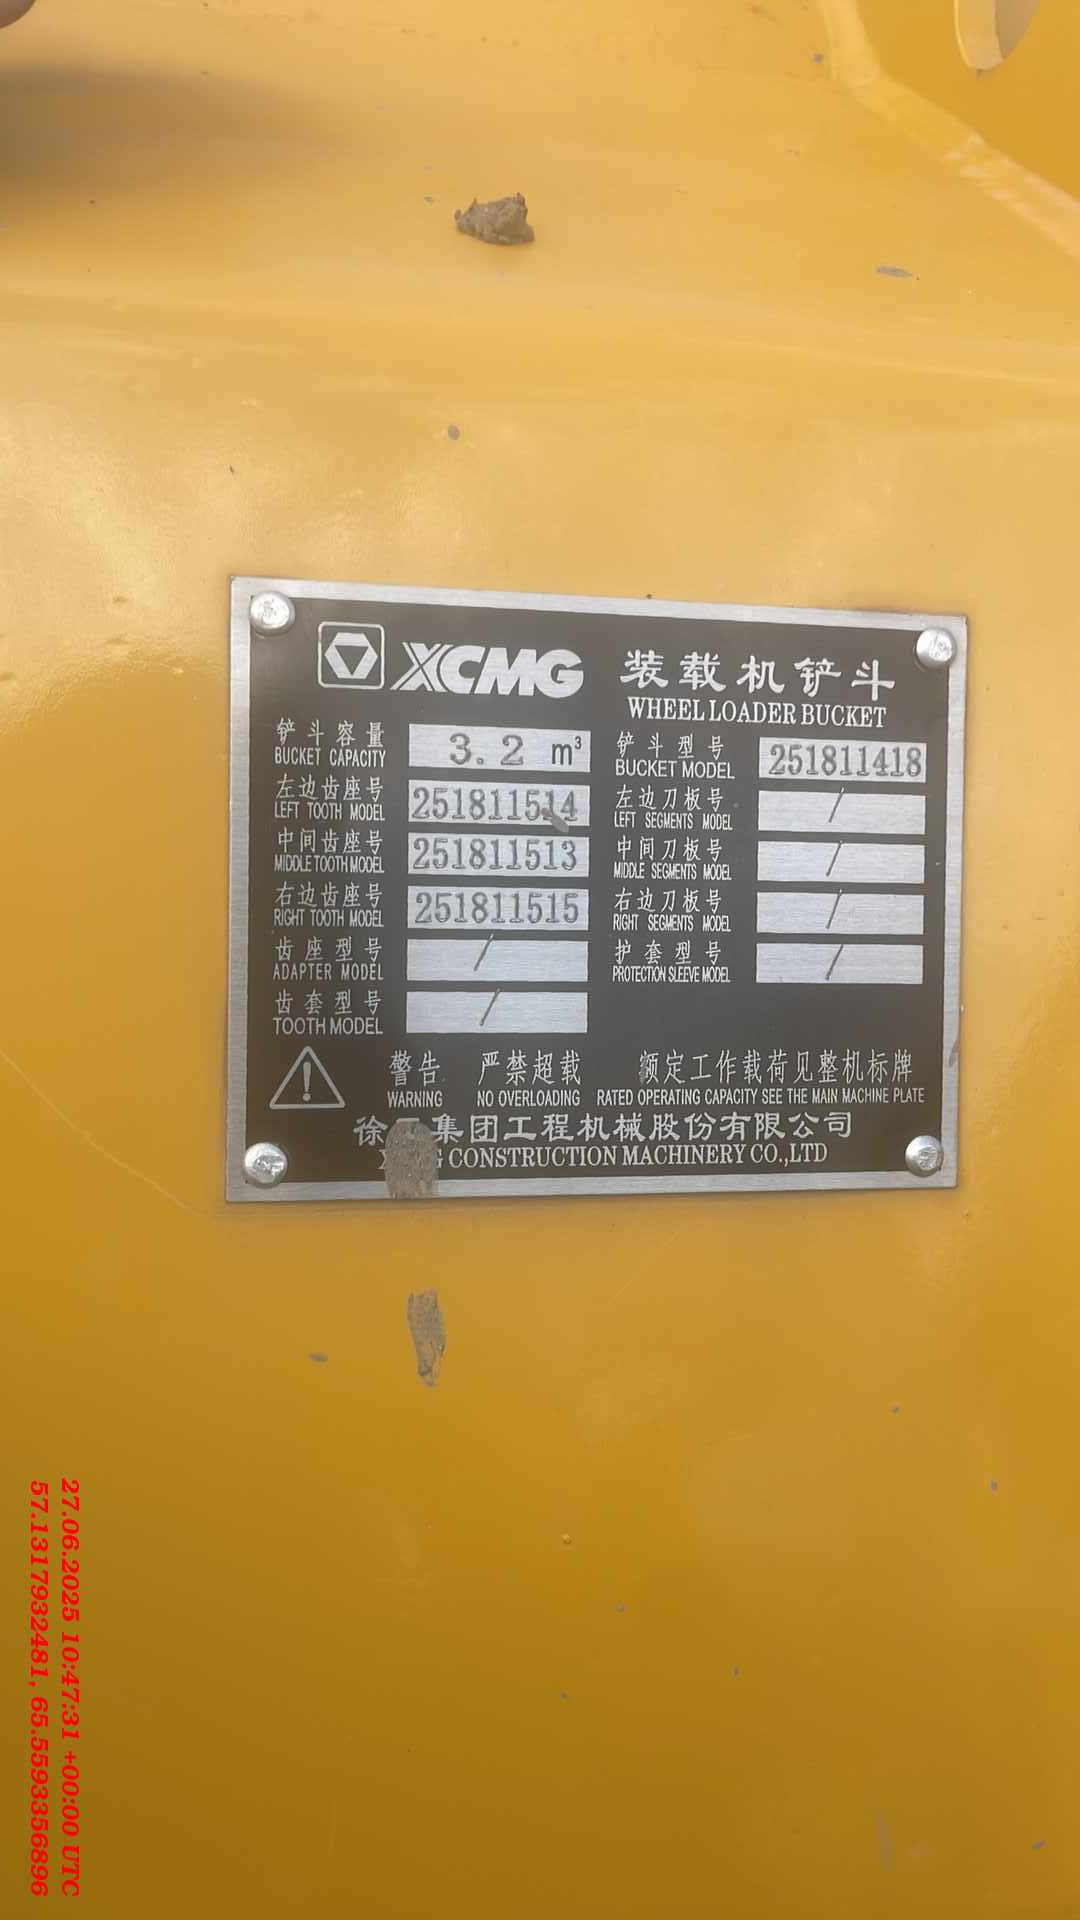 XCMG 装载机铲斗
WHEEL LOADER BUCKET
铲斗容量 3.2 m³
BUCKET CAPACITY
铲斗型号 251811418
BUCKET MODEL
左边齿座号 251811514
LEFT TOOTH MODEL
左边刀板号 /
LEFT SEGMENTS MODEL
中间齿座号 251811513
MIDDLE TOOTH MODEL
中间刀板号 /
MIDDLE SEGMENTS MODEL
右边齿座号 251811515
RIGHT TOOTH MODEL
右边刀板号 /
RIGHT SEGMENTS MODEL
齿座型号 /
ADAPTER MODEL
护套型号 /
PROTECTION SLEEVE MODEL
齿套型号 /
TOOTH MODEL
警告 严禁超载 额定工作载荷见整机标牌
WARNING NO OVERLOADING RATED OPERATING CAPACITY SEE THE MAIN MACHINE PLATE
徐工集团工程机械股份有限公司
XCMG CONSTRUCTION MACHINERY CO.,LTD
27.06.2025 10:47:31 +00:00 UTC
57.1317932481, 65.5593356896